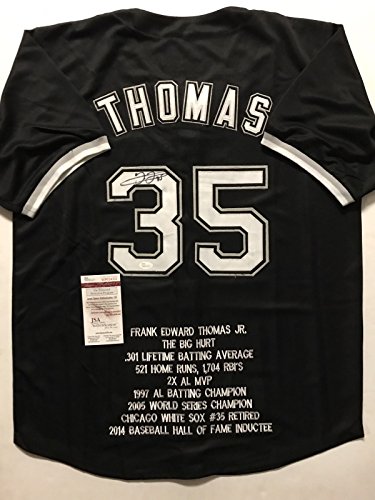 THOMAS
35
JSA
FRANK EDWARD THOMAS JR.
THE BIG HURT
.301 LIFETIME BATTING AVERAGE
521 HOME RUNS, 1,704 RBI'S
2X AL MVP
1997 AL BATTING CHAMPION
2005 WORLD SERIES CHAMPION
CHICAGO WHITE SOX #35 RETIRED
2014 BASEBALL HALL OF FAME INDUCTEE